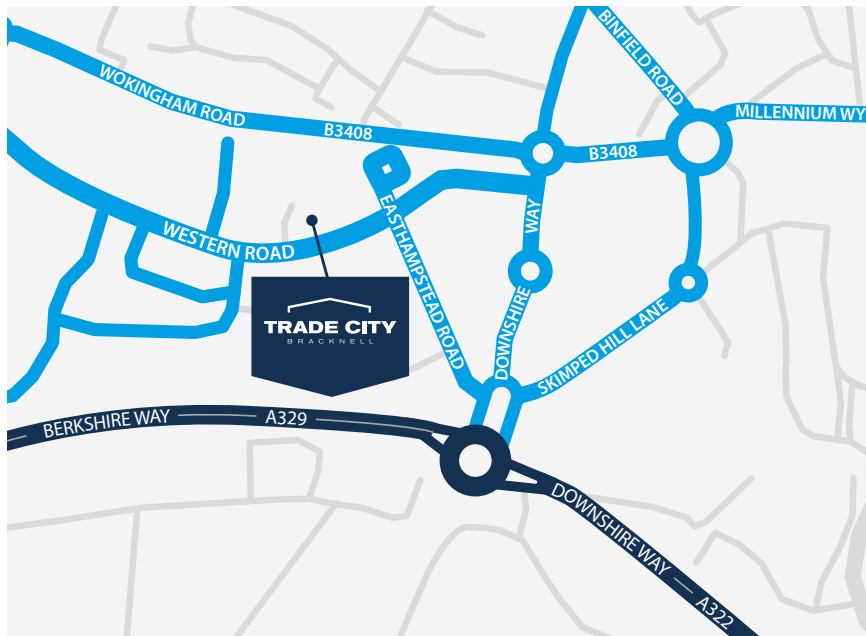 BINFIELD ROAD
WOKINGHAM ROAD
MILLENNIUM WY
B3408
B3408
EASTHAMPSTEAD ROAD
WAY
WESTERN ROAD
DOWNSHIRE
TRADE CITY
BRACKNELL
SKIMPED HILL LANE
BERKSHIRE WAY
A329
DOWNSHIRE WAY
A322